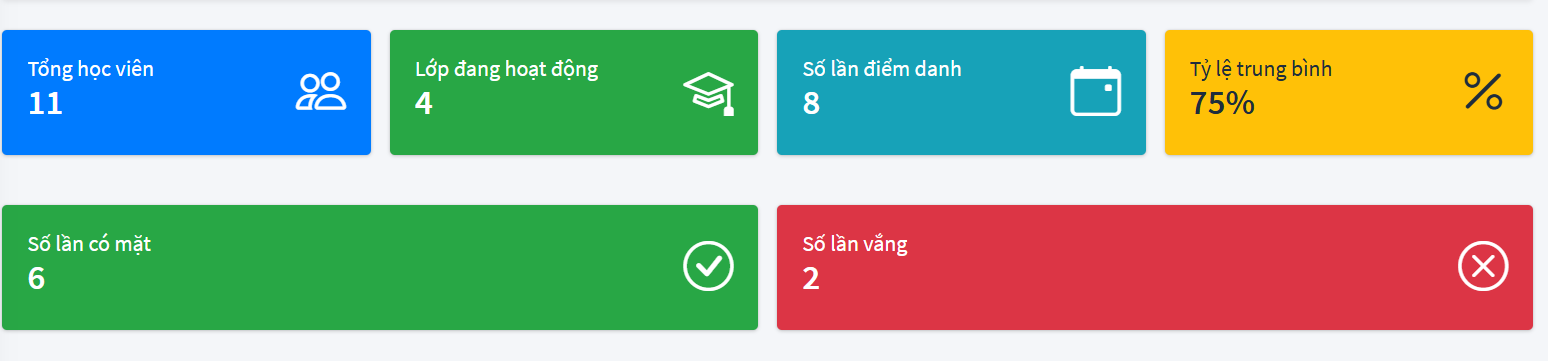 Tổng học viên
11
Lớp đang hoạt động
4
Số lần điểm danh
8
Tỷ lệ trung bình
75%
Số lần có mặt
6
Số lần vắng
2